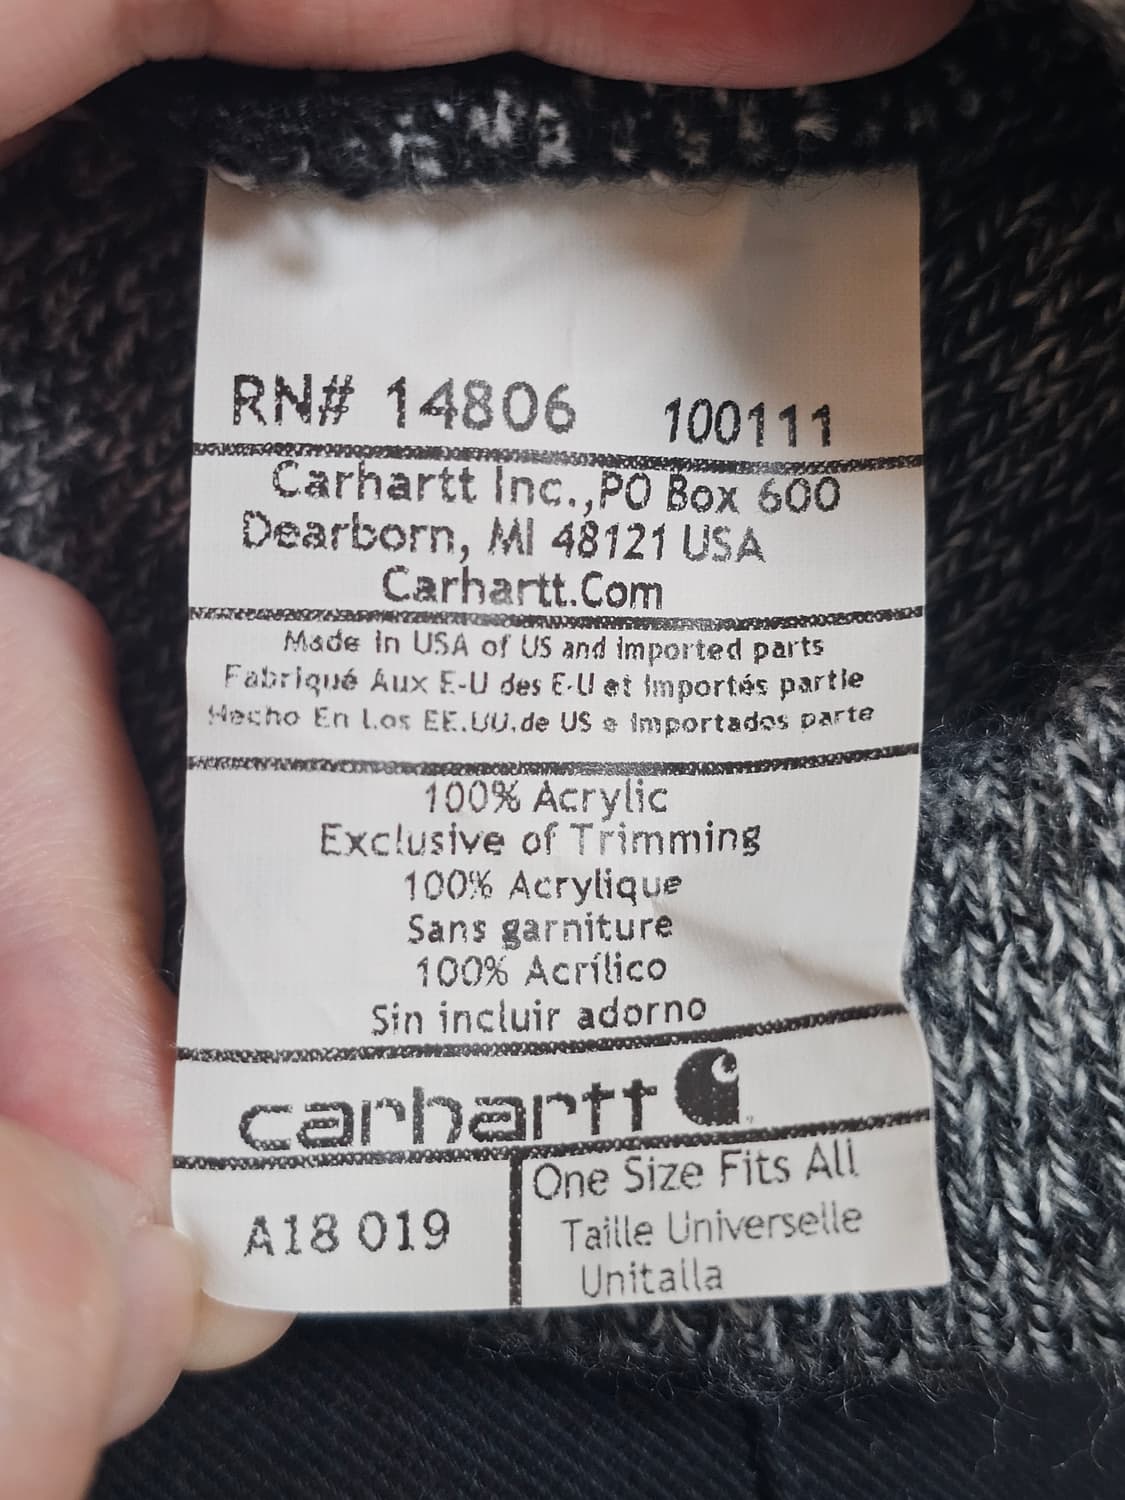 RN# 14806 100111
Carhartt Inc.,PO Box 600
Dearborn, MI 48121 USA
Carhartt.Com
Made In USA of US and Imported parts
Fabriqué Aux E-U des E-U et Importés partie
Hecho En Los EE.UU.de US e Importados parte
100% Acrylic
Exclusive of Trimming
100% Acrylique
Sans garniture
100% Acrílico
Sin incluir adorno
carhartt
A18 019
One Size Fits All
Taille Universelle
Unitalla